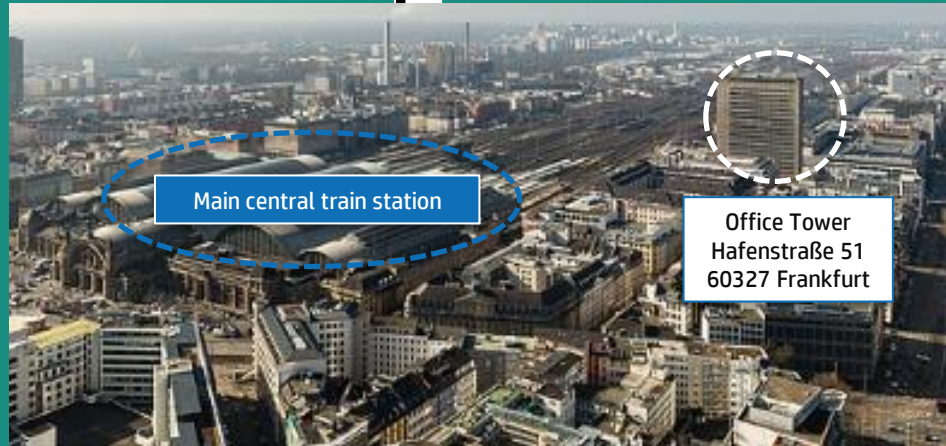 Main central train station
Office Tower
Hafenstraße 51
60327 Frankfurt